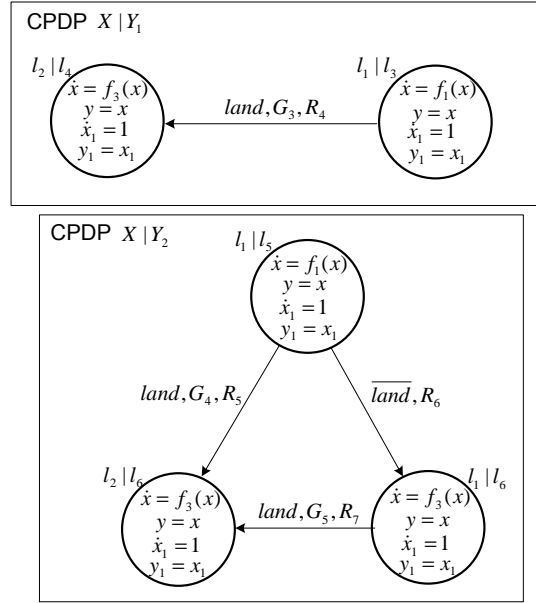 CPDP X | Y₁
l₂ | l₄
ẋ = f₃(x)
y = x
ẋ₁ = 1
y₁ = x₁
land, G₃, R₄
l₁ | l₃
ẋ = f₁(x)
y = x
ẋ₁ = 1
y₁ = x₁
CPDP X | Y₂
l₁ | l₅
ẋ = f₁(x)
y = x
ẋ₁ = 1
y₁ = x₁
land, G₄, R₅
l̅a̅n̅d̅, R₆
l₂ | l₆
ẋ = f₃(x)
y = x
ẋ₁ = 1
y₁ = x₁
land, G₅, R₇
l₁ | l₆
ẋ = f₃(x)
y = x
ẋ₁ = 1
y₁ = x₁